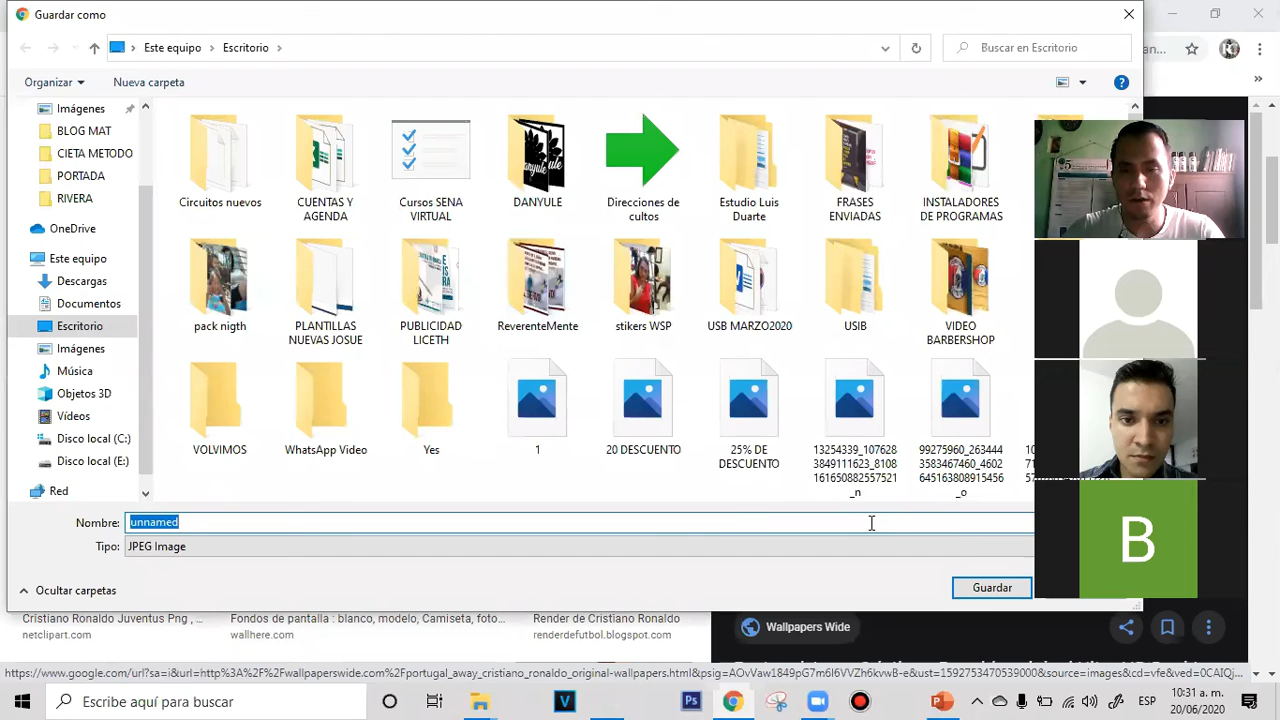 Guardar como
Este equipo
Escritorio
Buscar en Escritorio
Organizar
Nueva carpeta
Imágenes
BLOG MAT
CIETA METODO
PORTADA
RIVERA
OneDrive
Este equipo
Descargas
Documentos
Escritorio
Imágenes
Música
Objetos 3D
Vídeos
Disco local (C:)
Disco local (E:)
Red
Circuitos nuevos
CUENTAS Y
AGENDA
Cursos SENA
VIRTUAL
DANYULE
Direcciones de
cultos
Estudio Luis
Duarte
FRASES
ENVIADAS
INSTALADORES
DE PROGRAMAS
pack nigth
PLANTILLAS
NUEVAS JOSUE
PUBLICIDAD
LICETH
ReverenteMente
stikers WSP
USB MARZO2020
USIB
VIDEO
BARBERSHOP
VOLVIMOS
WhatsApp Video
Yes
1
20 DESCUENTO
25% DE
DESCUENTO
13254339_107628
3849111623_8108
161650882557521
_n
99275960_263444
3583467460_4602
645163808915456
_o
Nombre: unnamed
Tipo: JPEG Image
Ocultar carpetas
Guardar
B
an...
Cristiano Ronaldo Juventus Png , ...
netclipart.com
Fondos de pantalla : blanco, modelo, Camiseta, foto...
wallhere.com
Render de Cristiano Ronaldo
renderdefutbol.blogspot.com
Wallpapers Wide
Escribe aquí para buscar
ESP
10:31 a. m.
20/06/2020